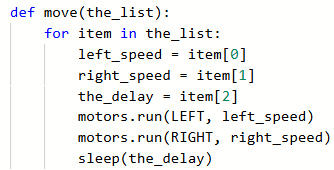 def move(the_list):
    for item in the_list:
        left_speed = item[0]
        right_speed = item[1]
        the_delay = item[2]
        motors.run(LEFT, left_speed)
        motors.run(RIGHT, right_speed)
        sleep(the_delay)